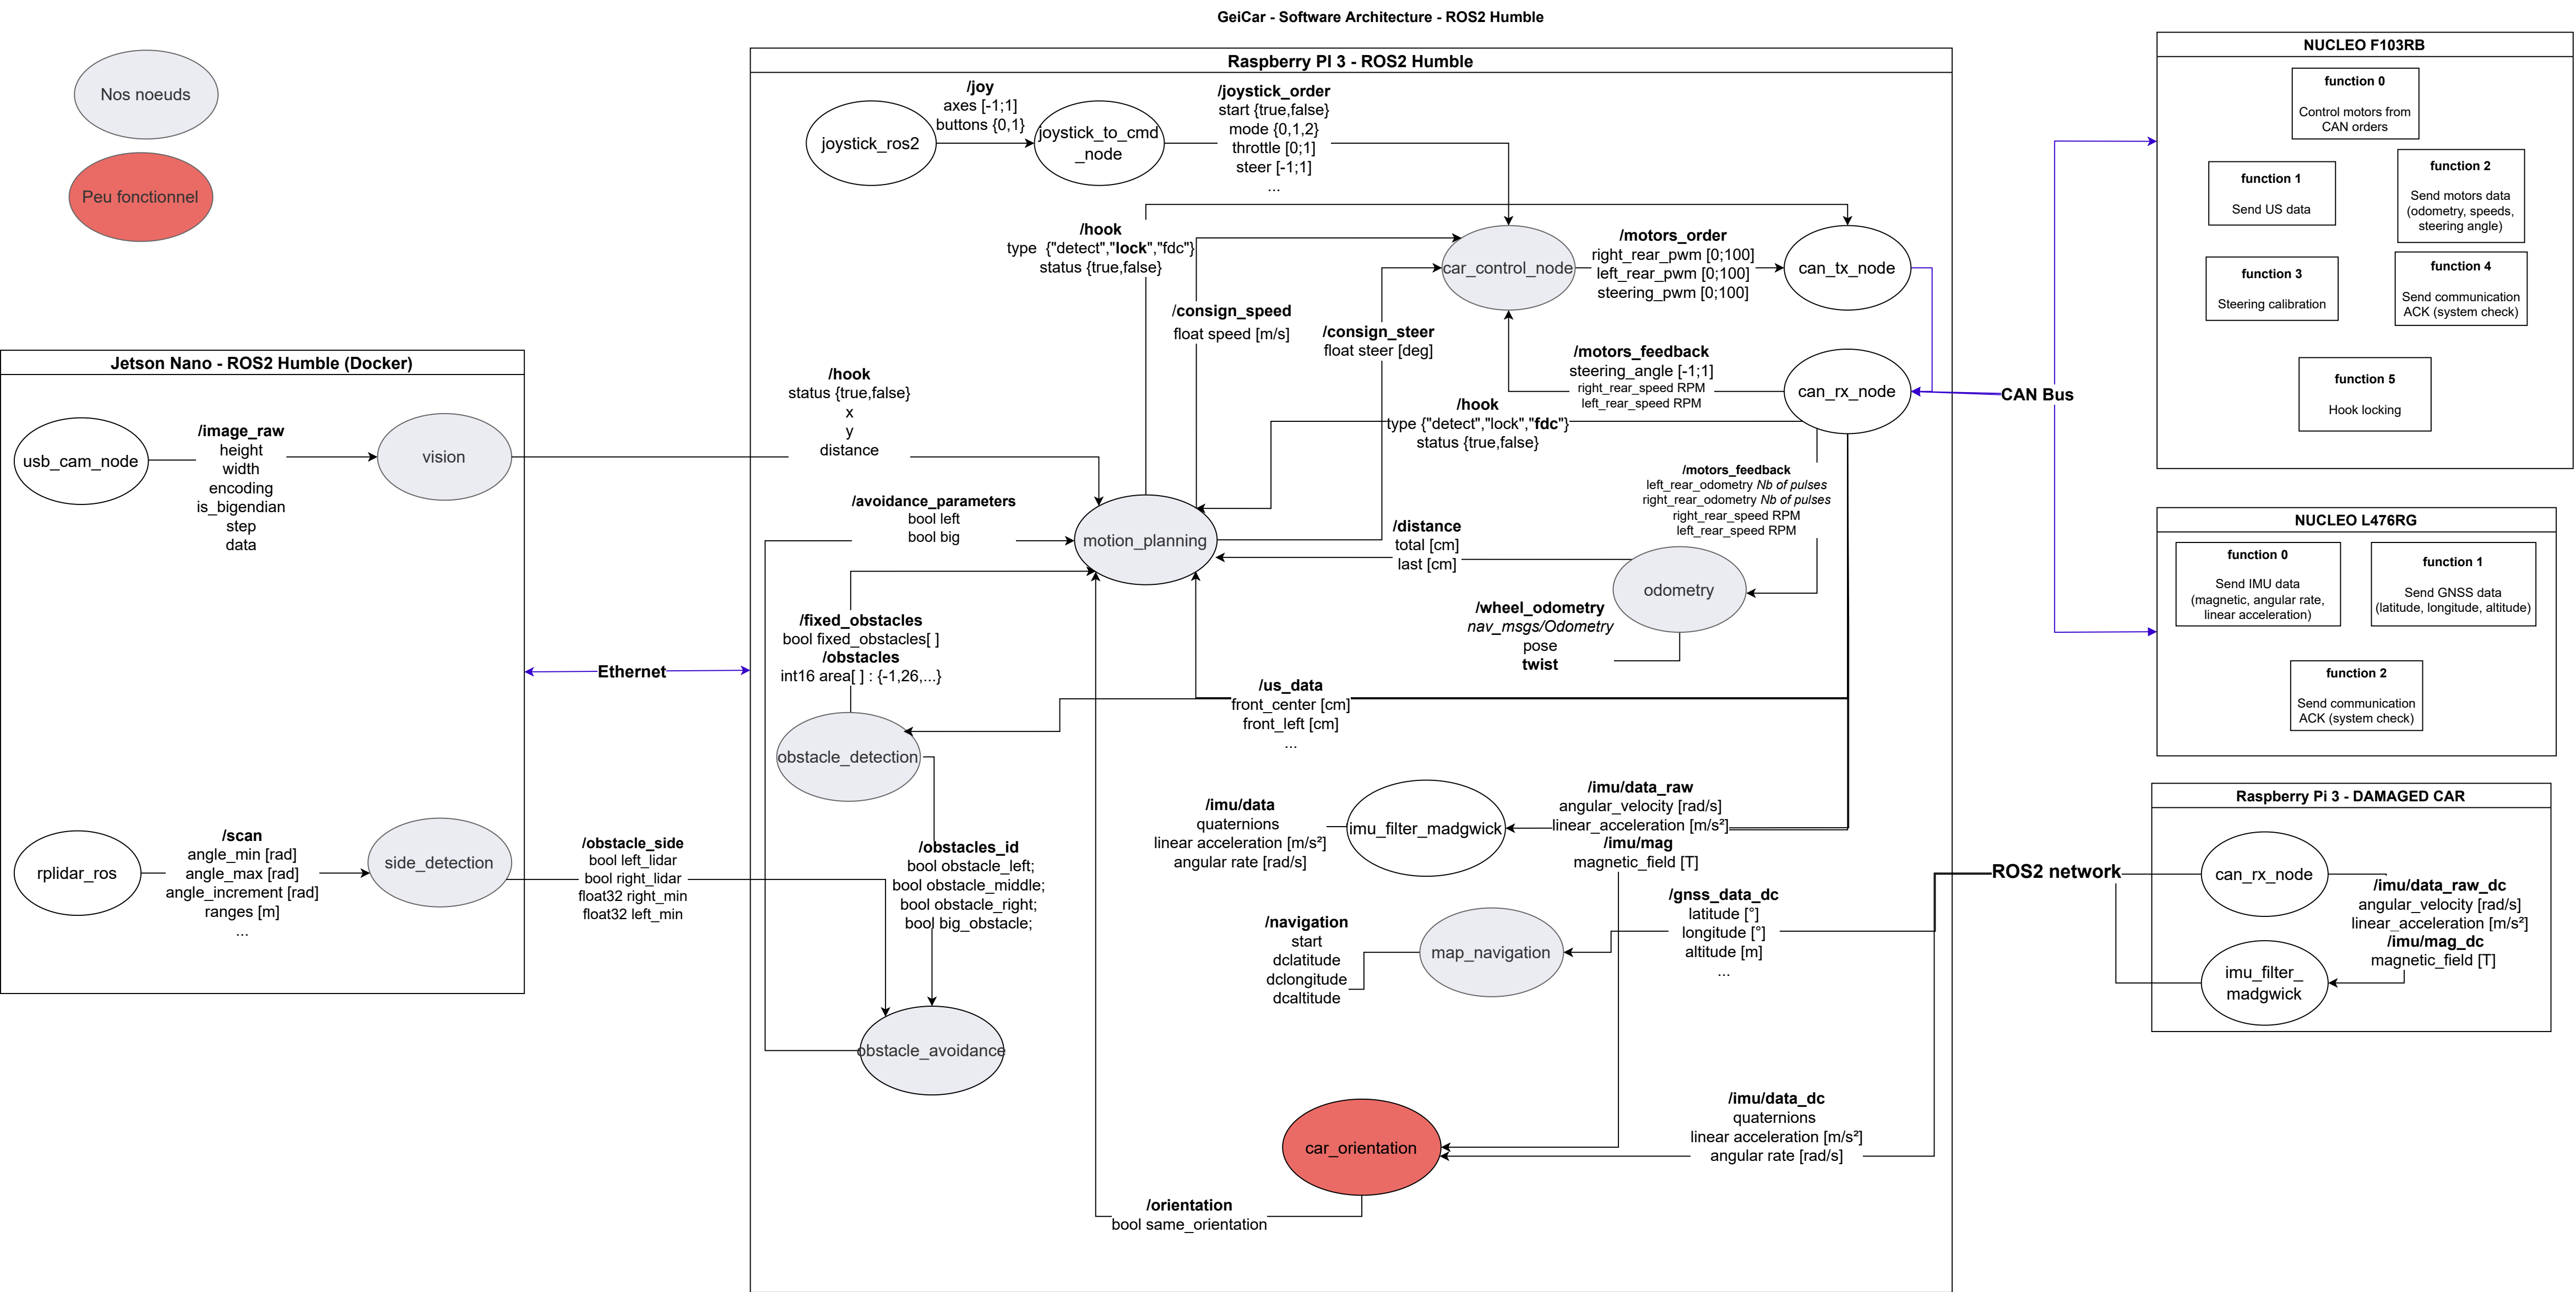 GeiCar - Software Architecture - ROS2 Humble
Nos noeuds
Peu fonctionnel
Jetson Nano - ROS2 Humble (Docker)
usb_cam_node
/image_raw
height
width
encoding
is_bigendian
step
data
vision
rplidar_ros
/scan
angle_min [rad]
angle_max [rad]
angle_increment [rad]
ranges [m]
...
side_detection
Ethernet
/obstacle_side
bool left_lidar
bool right_lidar
float32 right_min
float32 left_min
Raspberry PI 3 - ROS2 Humble
joystick_ros2
/joy
axes [-1;1]
buttons {0,1}
joystick_to_cmd
_node
/joystick_order
start {true,false}
mode {0,1,2}
throttle [0;1]
steer [-1;1]
...
/hook
type  {"detect","lock","fdc"}
status {true,false}
/consign_speed
float speed [m/s]
/consign_steer
float steer [deg]
car_control_node
/motors_order
right_rear_pwm [0;100]
left_rear_pwm [0;100]
steering_pwm [0;100]
can_tx_node
/motors_feedback
steering_angle [-1;1]
right_rear_speed RPM
left_rear_speed RPM
can_rx_node
/hook
type {"detect","lock","fdc"}
status {true,false}
/hook
status {true,false}
x
y
distance
/avoidance_parameters
bool left
bool big
motion_planning
/motors_feedback
left_rear_odometry Nb of pulses
right_rear_odometry Nb of pulses
right_rear_speed RPM
left_rear_speed RPM
/distance
total [cm]
last [cm]
odometry
/wheel_odometry
nav_msgs/Odometry
pose
twist
/fixed_obstacles
bool fixed_obstacles[ ]
/obstacles
int16 area[ ] : {-1,26,...}
/us_data
front_center [cm]
front_left [cm]
...
obstacle_detection
/obstacles_id
bool obstacle_left;
bool obstacle_middle;
bool obstacle_right;
bool big_obstacle;
obstacle_avoidance
/imu/data
quaternions
linear acceleration [m/s²]
angular rate [rad/s]
imu_filter_madgwick
/imu/data_raw
angular_velocity [rad/s]
linear_acceleration [m/s²]
/imu/mag
magnetic_field [T]
/navigation
start
dclatitude
dclongitude
dcaltitude
map_navigation
/gnss_data_dc
latitude [°]
longitude [°]
altitude [m]
...
car_orientation
/imu/data_dc
quaternions
linear acceleration [m/s²]
angular rate [rad/s]
/orientation
bool same_orientation
CAN Bus
ROS2 network
NUCLEO F103RB
function 0
Control motors from
CAN orders
function 1
Send US data
function 2
Send motors data
(odometry, speeds,
steering angle)
function 3
Steering calibration
function 4
Send communication
ACK (system check)
function 5
Hook locking
NUCLEO L476RG
function 0
Send IMU data
(magnetic, angular rate,
linear acceleration)
function 1
Send GNSS data
(latitude, longitude, altitude)
function 2
Send communication
ACK (system check)
Raspberry Pi 3 - DAMAGED CAR
can_rx_node
/imu/data_raw_dc
angular_velocity [rad/s]
linear_acceleration [m/s²]
/imu/mag_dc
magnetic_field [T]
imu_filter_
madgwick